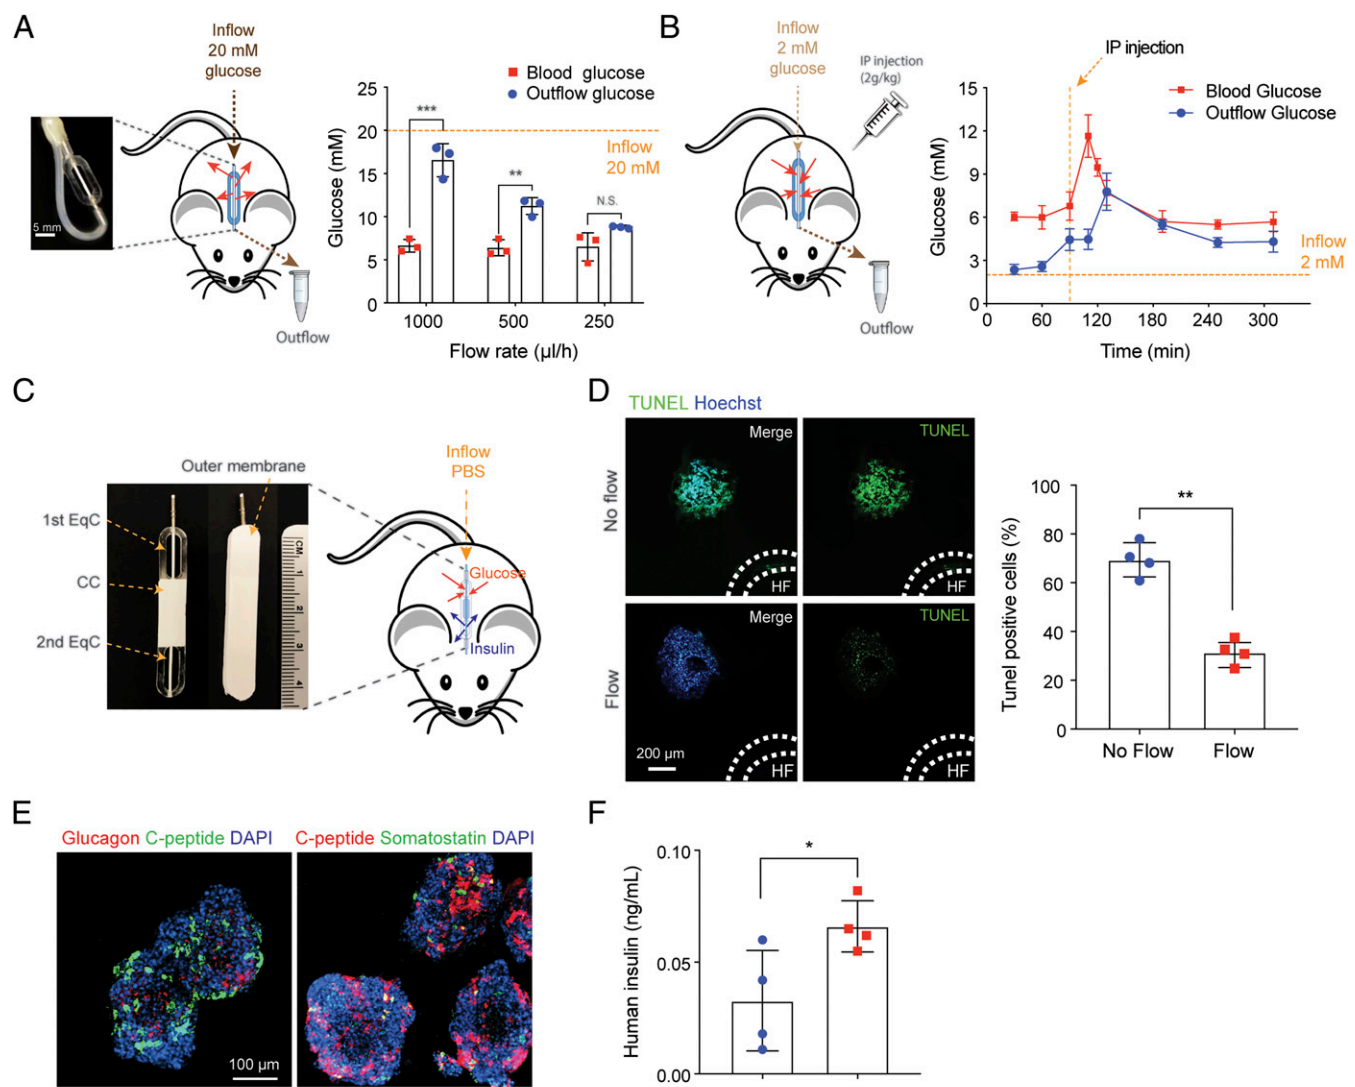 A
Inflow
20 mM
glucose
5 mm
Outflow
Blood glucose
Outflow glucose
25
20
15
10
5
0
Glucose (mM)
***
**
N.S.
Inflow
20 mM
1000
500
250
Flow rate (µl/h)
B
Inflow
2 mM
glucose
IP injection
(2g/kg)
Outflow
IP injection
Blood Glucose
Outflow Glucose
15
12
9
6
3
0
Glucose (mM)
Inflow
2 mM
0
60
120
180
240
300
Time (min)
C
Outer membrane
1st EqC
CC
2nd EqC
CM
1
2
3
4
Inflow
PBS
Glucose
Insulin
D
TUNEL Hoechst
No flow
Merge
HF
TUNEL
HF
Flow
Merge
200 µm
HF
TUNEL
HF
100
80
60
40
20
0
Tunel positive cells (%)
**
No Flow
Flow
E
Glucagon C-peptide DAPI
100 µm
C-peptide Somatostatin DAPI
F
0.10
0.05
0.00
Human insulin (ng/mL)
*